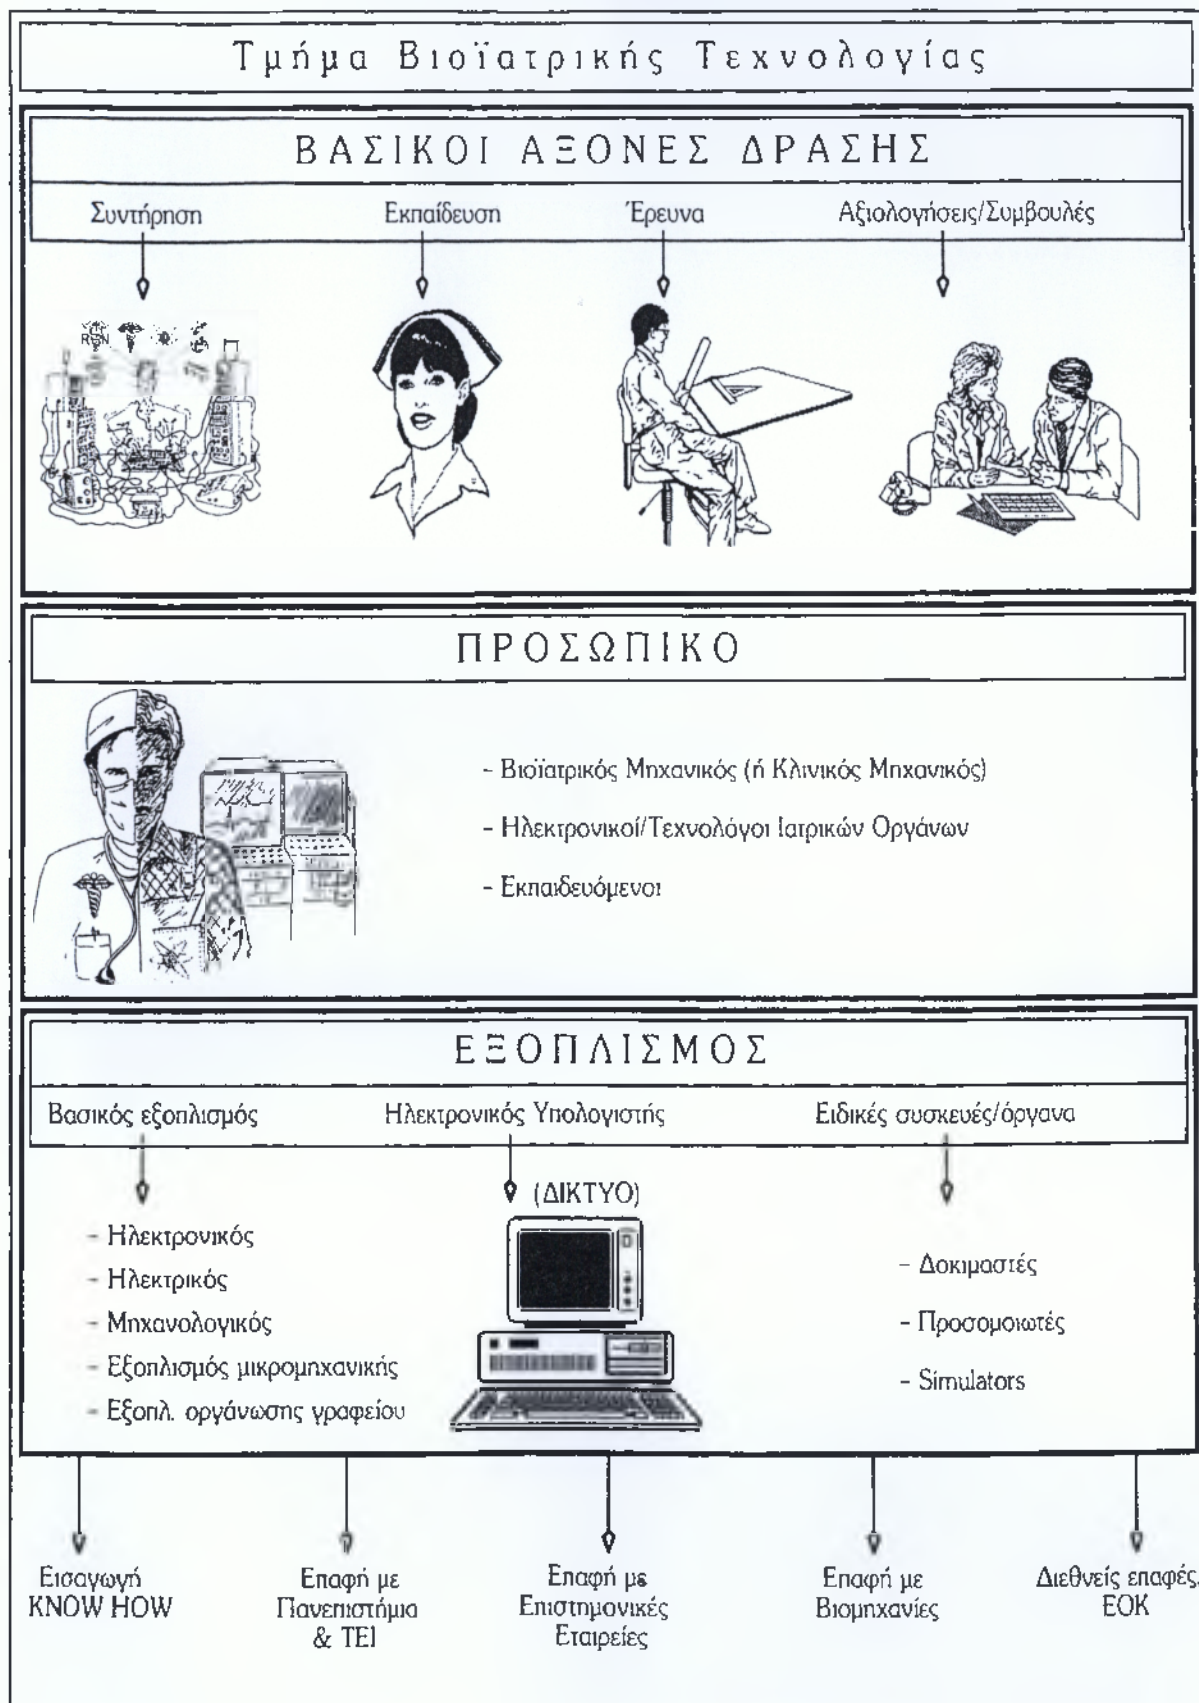 Τμήμα Βιοϊατρικής Τεχνολογίας
ΒΑΣΙΚΟΙ ΑΞΟΝΕΣ ΔΡΑΣΗΣ
Συντήρηση
Εκπαίδευση
Έρευνα
Αξιολογήσεις/Συμβουλές
ΠΡΟΣΩΠΙΚΟ
- Βιοϊατρικός Μηχανικός (ή Κλινικός Μηχανικός)
- Ηλεκτρονικοί/Τεχνολόγοι Ιατρικών Οργάνων
- Εκπαιδευόμενοι
ΕΞΟΠΛΙΣΜΟΣ
Βασικός εξοπλισμός
Ηλεκτρονικός Υπολογιστής
Ειδικές συσκευές/όργανα
(ΔΙΚΤΥΟ)
- Ηλεκτρονικός
- Ηλεκτρικός
- Μηχανολογικός
- Εξοπλισμός μικρομηχανικής
- Εξοπλ. οργάνωσης γραφείου
- Δοκιμαστές
- Προσομοιωτές
- Simulators
Εισαγωγή
KNOW HOW
Επαφή με
Πανεπιστήμια
& ΤΕΙ
Επαφή με
Επιστημονικές
Εταιρείες
Επαφή με
Βιομηχανίες
Διεθνείς επαφές,
ΕΟΚ